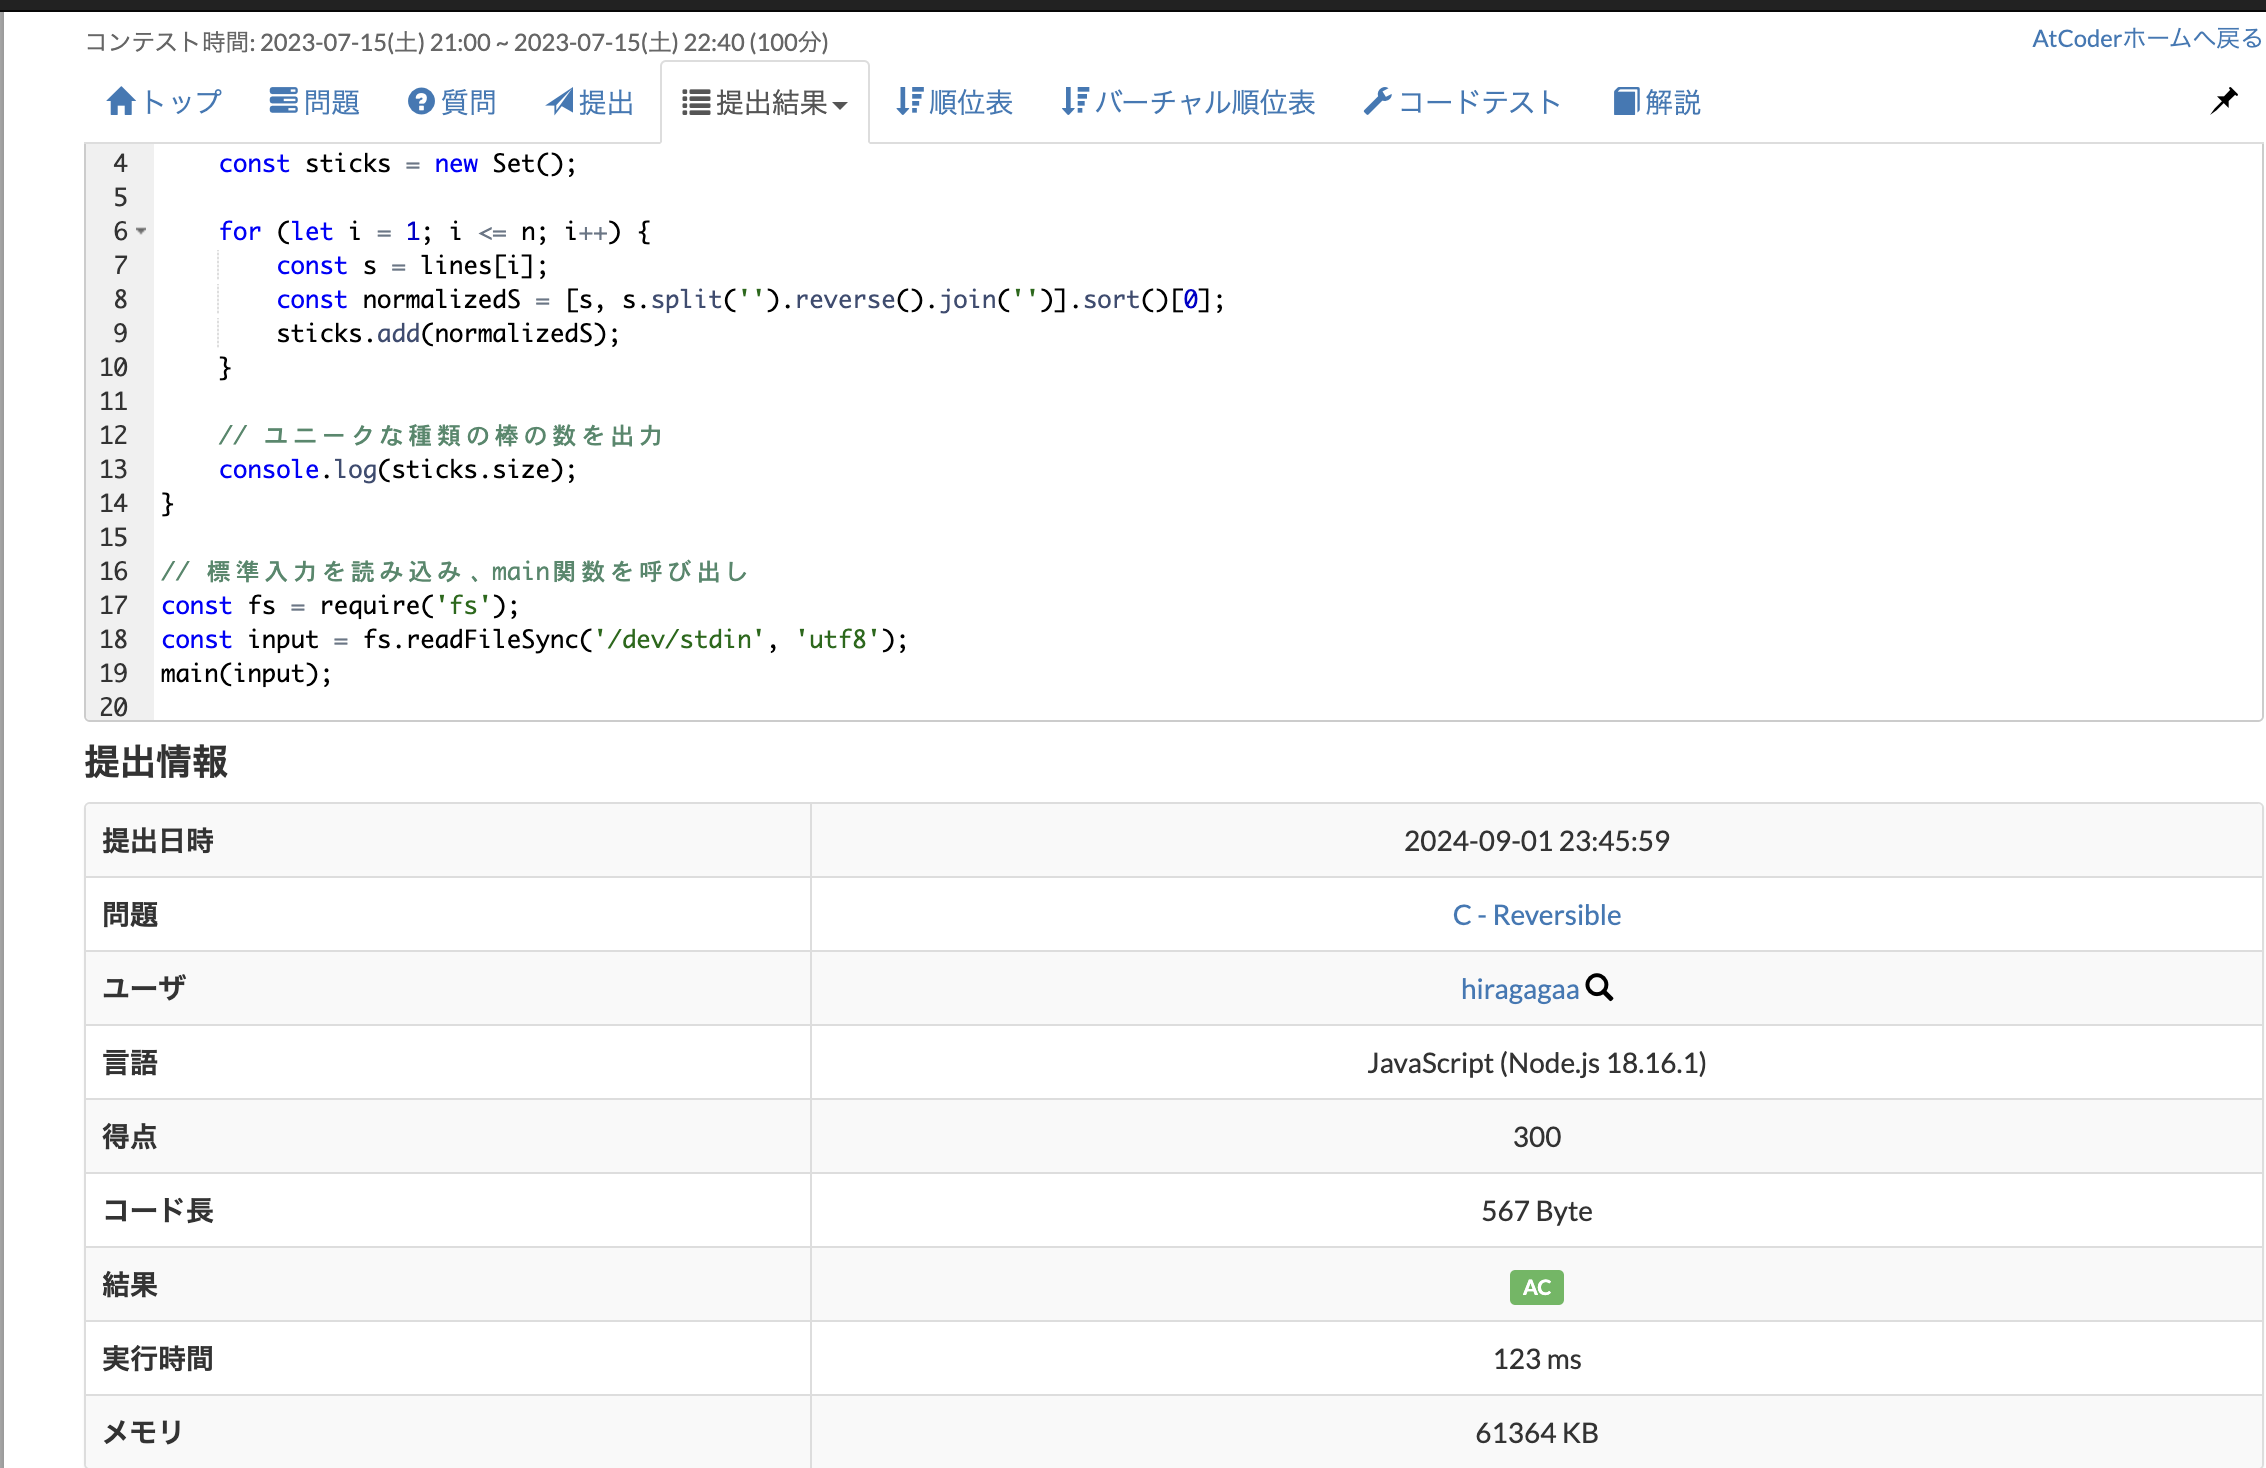 コンテスト時間: 2023-07-15(土) 21:00 ~ 2023-07-15(土) 22:40 (100分)
AtCoderホームへ戻る
トップ 問題 質問 提出 提出結果 順位表 バーチャル順位表 コードテスト 解説
4 const sticks = new Set();
5
6 for (let i = 1; i <= n; i++) {
7 const s = lines[i];
8 const normalizedS = [s, s.split('').reverse().join('')].sort()[0];
9 sticks.add(normalizedS);
10 }
11
12 // ユニークな種類の棒の数を出力
13 console.log(sticks.size);
14 }
15
16 // 標準入力を読み込み、main関数を呼び出し
17 const fs = require('fs');
18 const input = fs.readFileSync('/dev/stdin', 'utf8');
19 main(input);
20
提出情報
提出日時 2024-09-01 23:45:59
問題 C - Reversible
ユーザ hiragagaa
言語 JavaScript (Node.js 18.16.1)
得点 300
コード長 567 Byte
結果 AC
実行時間 123 ms
メモリ 61364 KB